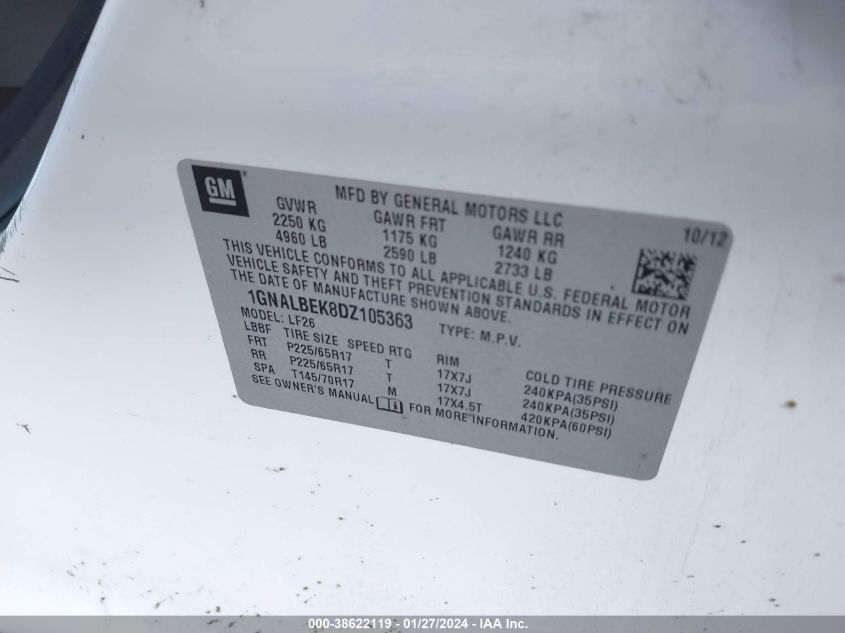 GM
MFD BY GENERAL MOTORS LLC
10/12
GVWR GAWR FRT GAWR RR
2250 KG 1175 KG 1240 KG
4960 LB 2590 LB 2733 LB
THIS VEHICLE CONFORMS TO ALL APPLICABLE U.S. FEDERAL MOTOR
VEHICLE SAFETY AND THEFT PREVENTION STANDARDS IN EFFECT ON
THE DATE OF MANUFACTURE SHOWN ABOVE.
1GNALBEK8DZ105363 TYPE: M.P.V.
MODEL: LF26
LBBF TIRE SIZE SPEED RTG RIM COLD TIRE PRESSURE
FRT P225/65R17 T 17X7J 240KPA(35PSI)
RR P225/65R17 T 17X7J 240KPA(35PSI)
SPA T145/70R17 M 17X4.5T 420KPA(60PSI)
SEE OWNER'S MANUAL FOR MORE INFORMATION.
000-38622119 - 01/27/2024 - IAA Inc.